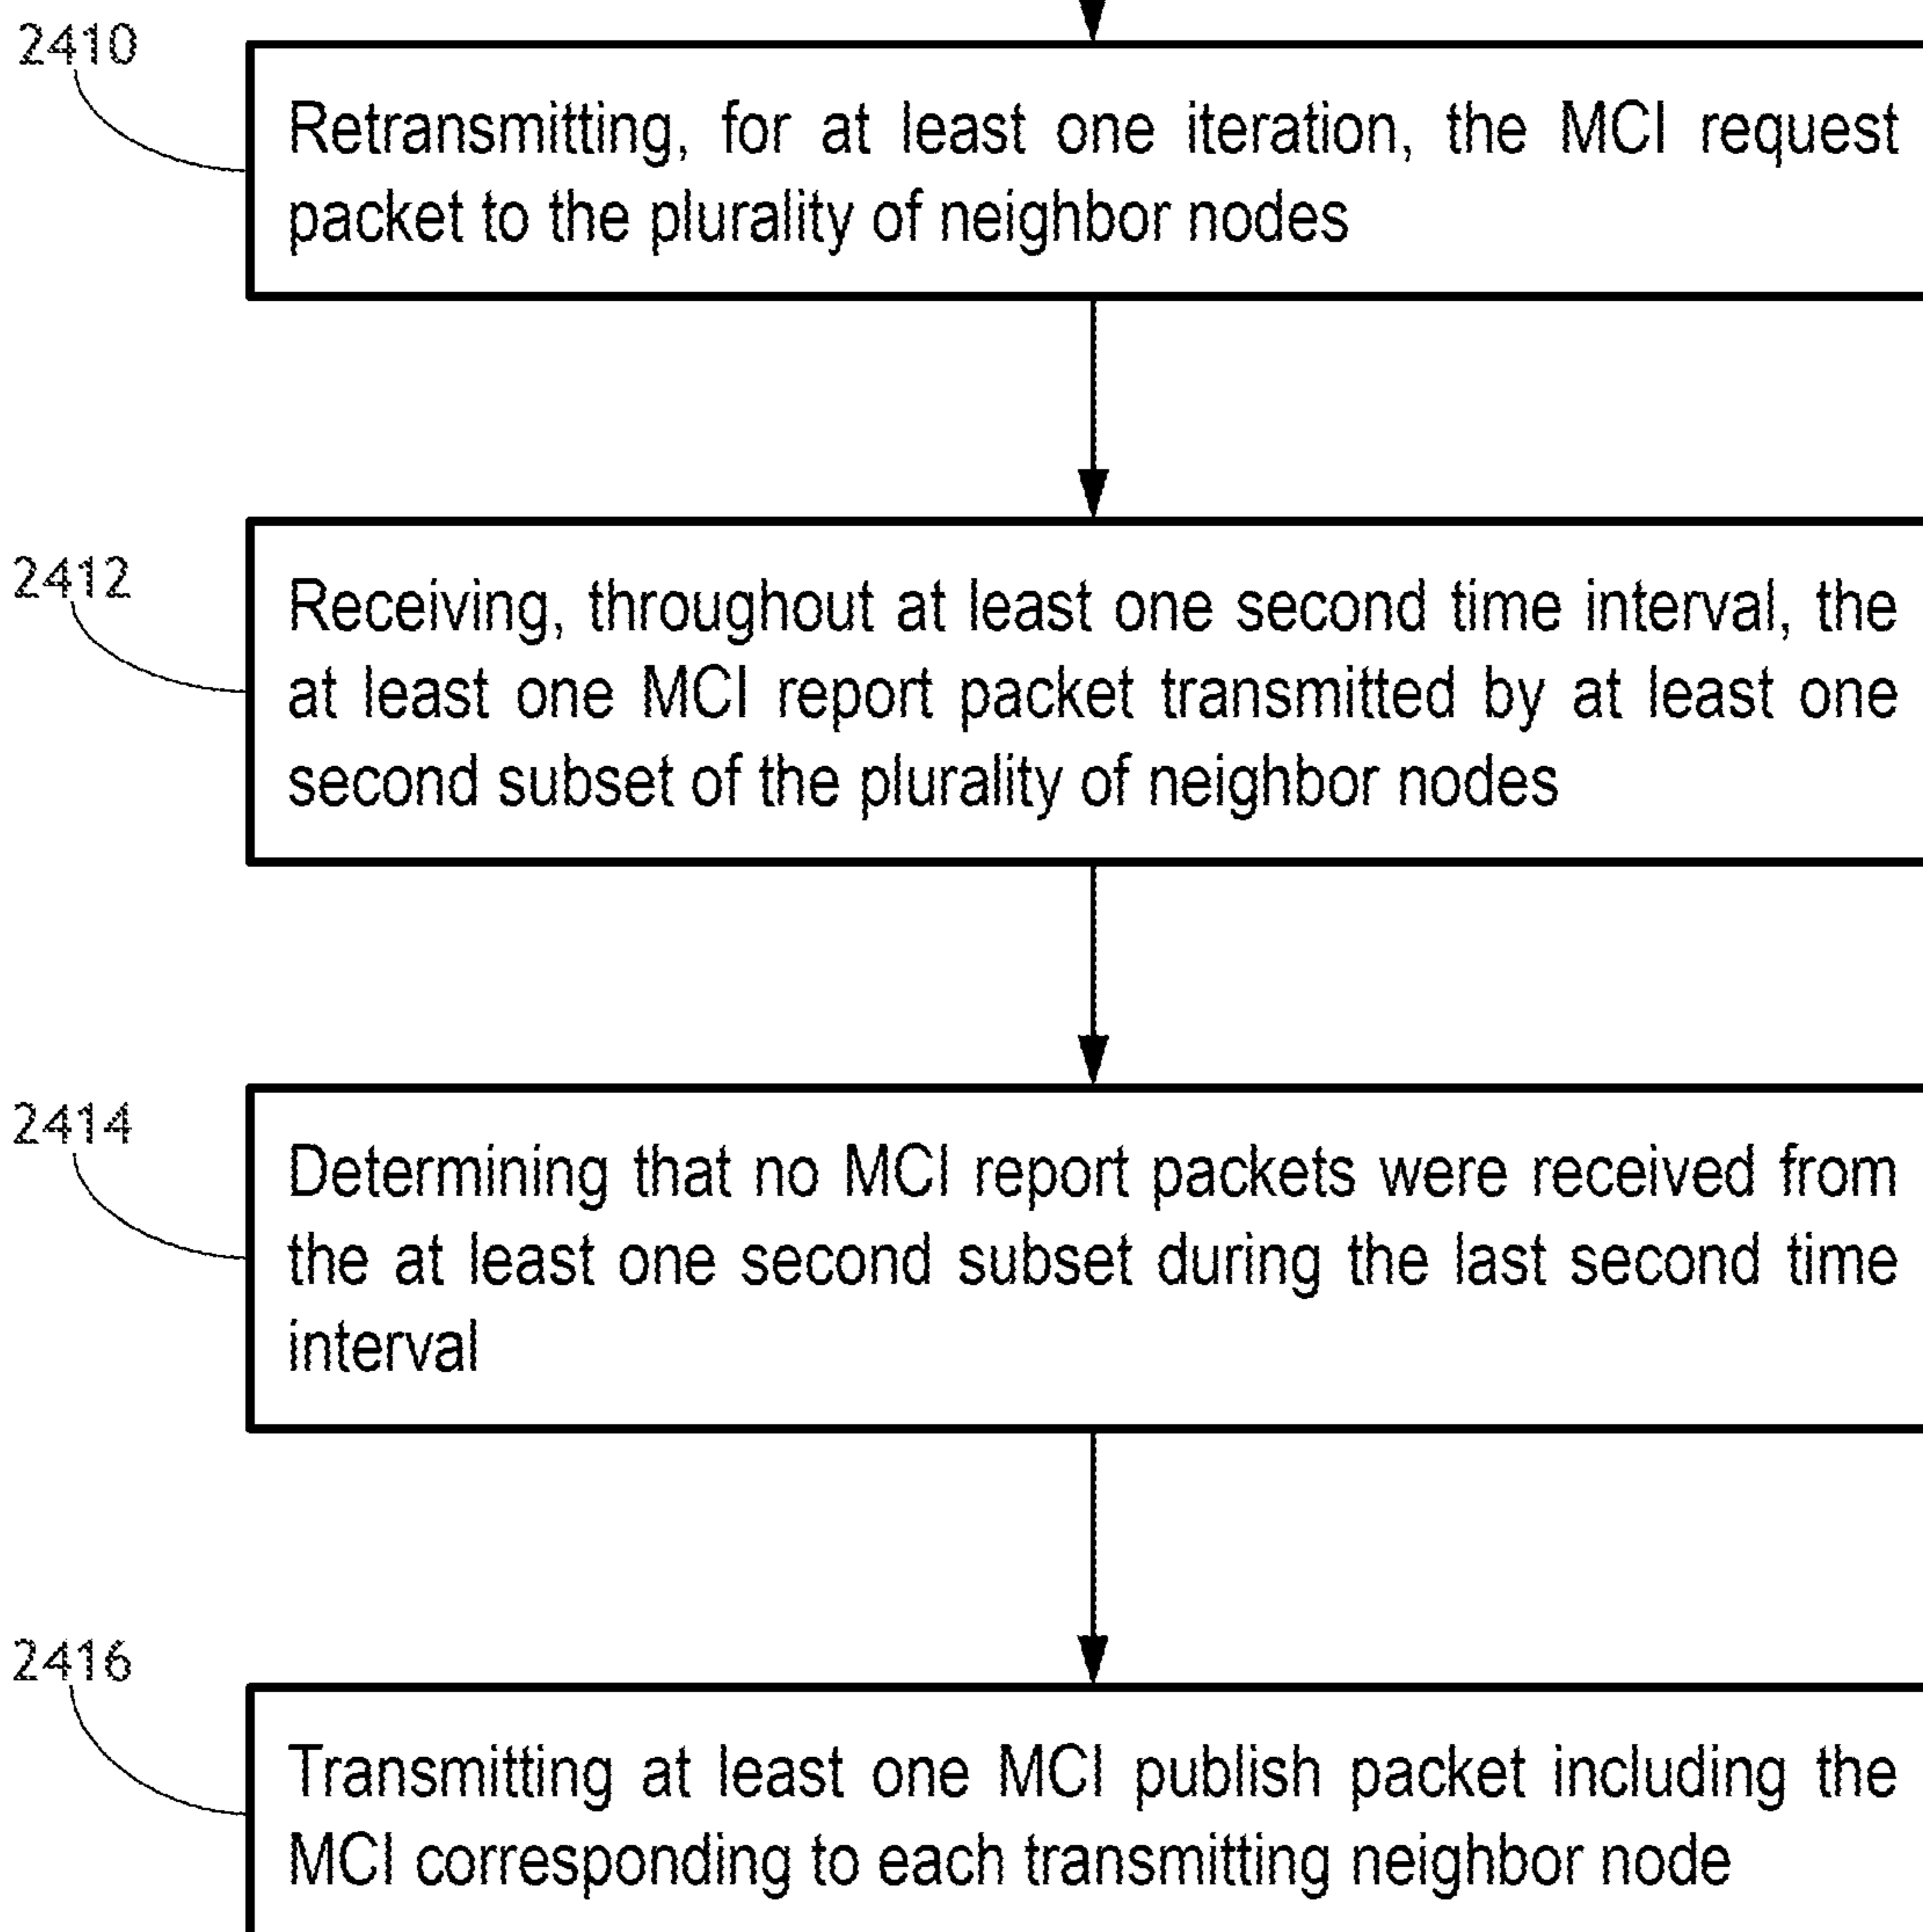 2410
Retransmitting, for at least one iteration, the MCI request
packet to the plurality of neighbor nodes
2412
Receiving, throughout at least one second time interval, the
at least one MCI report packet transmitted by at least one
second subset of the plurality of neighbor nodes
2414
Determining that no MCI report packets were received from
the at least one second subset during the last second time
interval
2416
Transmitting at least one MCI publish packet including the
MCI corresponding to each transmitting neighbor node